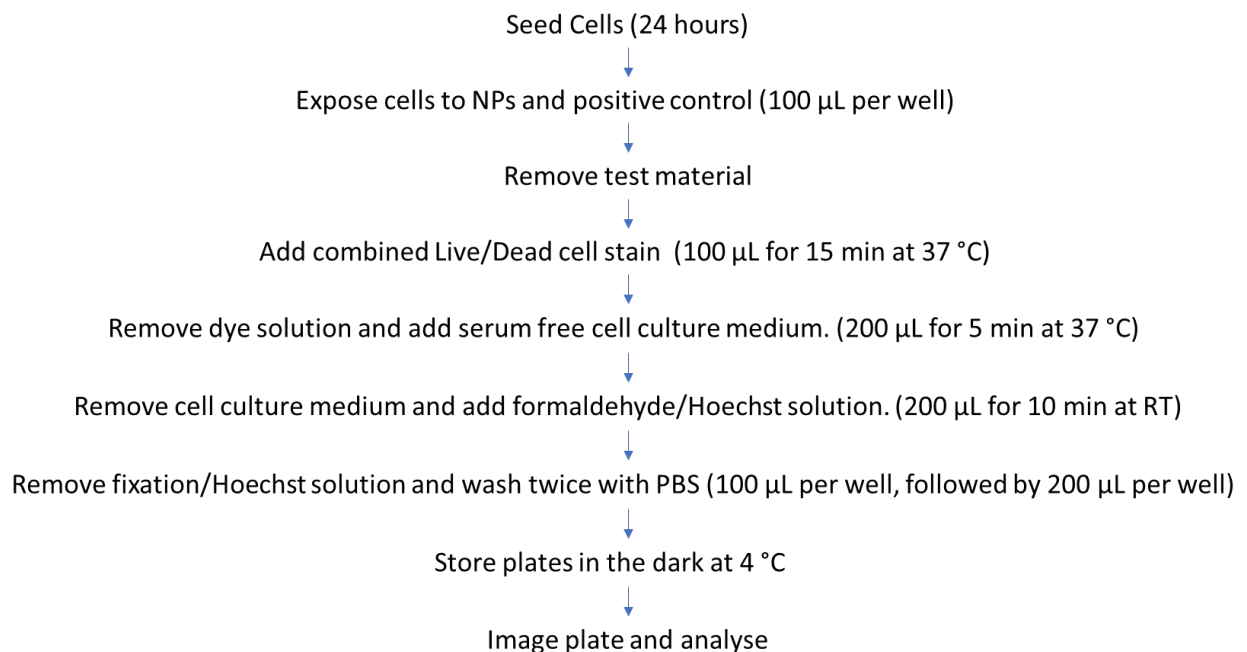 Seed Cells (24 hours)
Expose cells to NPs and positive control (100 µL per well)
Remove test material
Add combined Live/Dead cell stain  (100 µL for 15 min at 37 °C)
Remove dye solution and add serum free cell culture medium. (200 µL for 5 min at 37 °C)
Remove cell culture medium and add formaldehyde/Hoechst solution. (200 µL for 10 min at RT)
Remove fixation/Hoechst solution and wash twice with PBS (100 µL per well, followed by 200 µL per well)
Store plates in the dark at 4 °C
Image plate and analyse